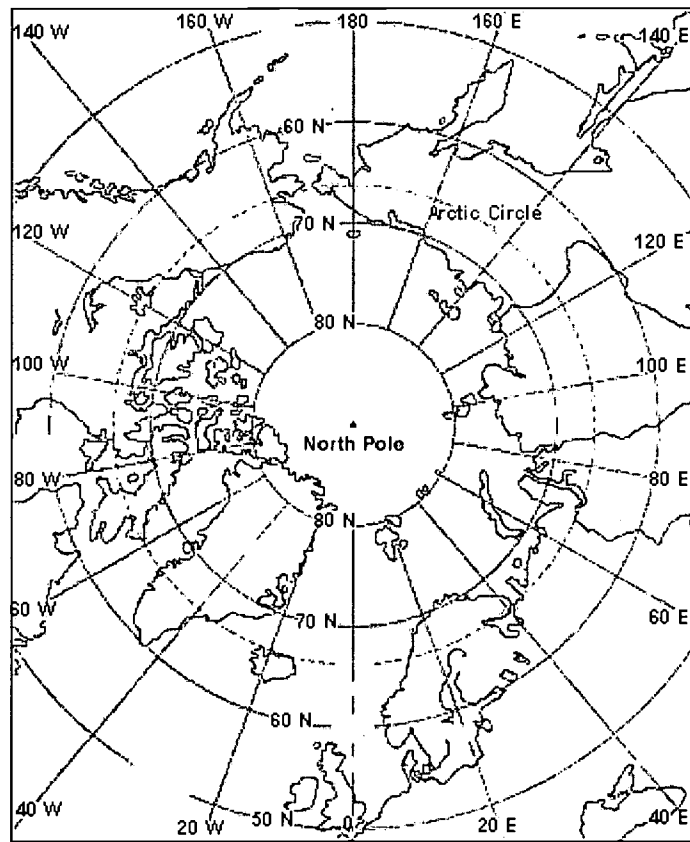 160 W
180
160 E
140 W
140 E
60 N
120 W
70 N
Arctic Circle
120 E
80 N
100 W
100 E
North Pole
80 W
80 E
80 N
60 W
70 N
60 E
60 N
50 N
40 W
20 W
0
20 E
40 E